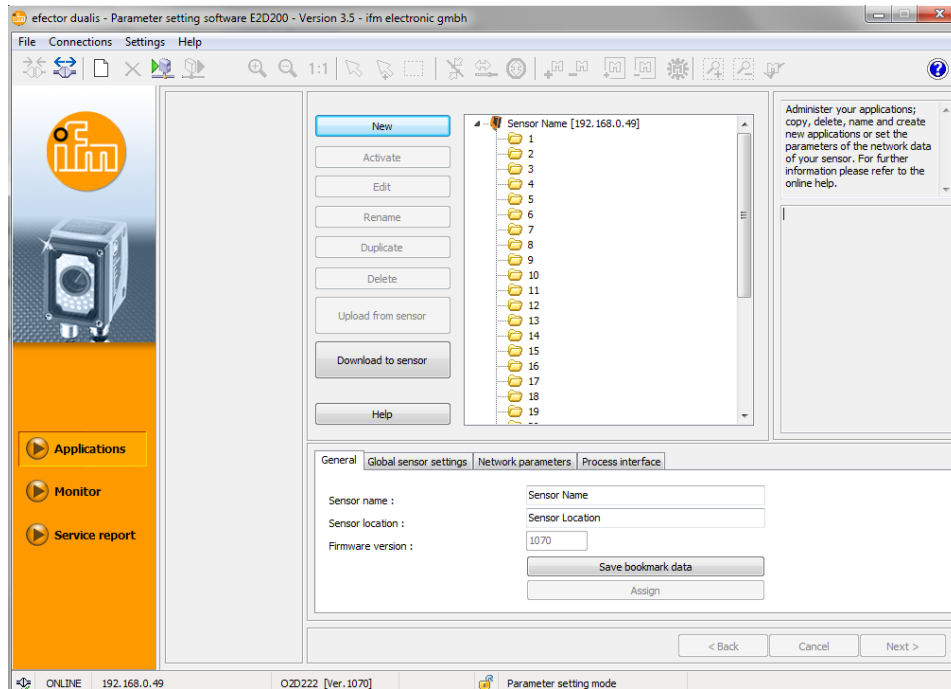 efector dualis - Parameter setting software E2D200 - Version 3.5 - ifm electronic gmbh
File Connections Settings Help
1:1
ifm
Applications
Monitor
Service report
New
Activate
Edit
Rename
Duplicate
Delete
Upload from sensor
Download to sensor
Help
Sensor Name [192.168.0.49]
1
2
3
4
5
6
7
8
9
10
11
12
13
14
15
16
17
18
19
Administer your applications;
copy, delete, name and create
new applications or set the
parameters of the network data
of your sensor. For further
information please refer to the
online help.
General Global sensor settings Network parameters Process interface
Sensor name : Sensor Name
Sensor location : Sensor Location
Firmware version : 1070
Save bookmark data
Assign
< Back Cancel Next >
ONLINE 192.168.0.49 O2D222 [Ver.1070] Parameter setting mode